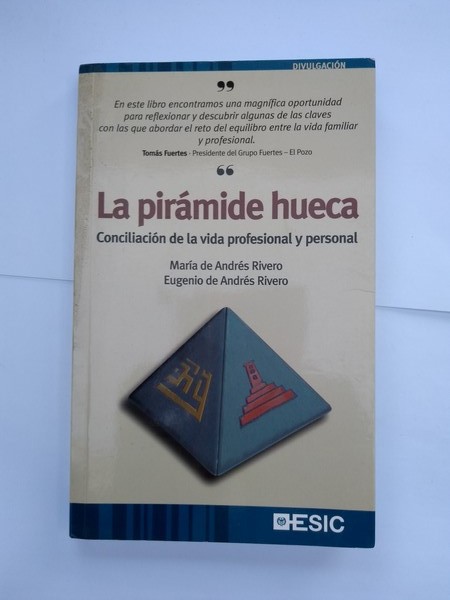 DIVULGACIÓN
”
En este libro encontramos una magnífica oportunidad
para reflexionar y descubrir algunas de las claves
con las que abordar el reto del equilibro entre la vida familiar
y profesional.
Tomás Fuertes - Presidente del Grupo Fuertes – El Pozo
“
La pirámide hueca
Conciliación de la vida profesional y personal
María de Andrés Rivero
Eugenio de Andrés Rivero
ESIC